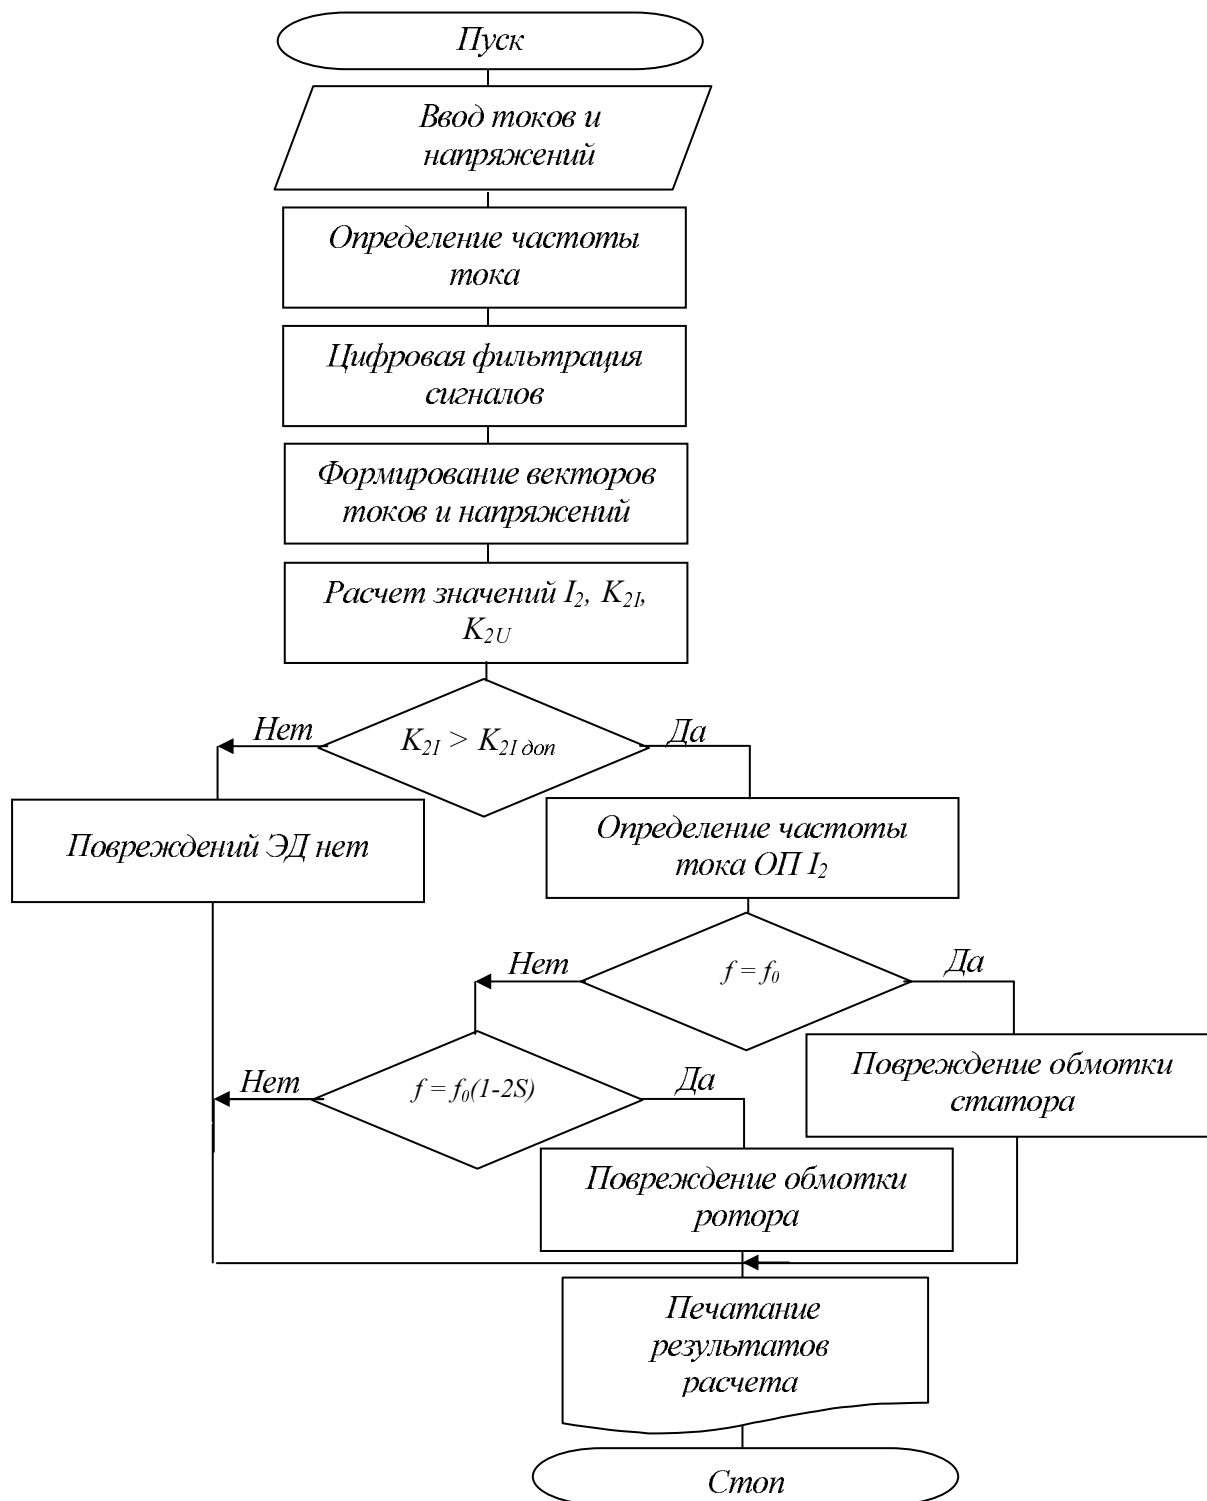 Пуск
Ввод токов и
напряжений
Определение частоты
тока
Цифровая фильтрация
сигналов
Формирование векторов
токов и напряжений
Расчет значений I₂, K₂I,
K₂U
Нет
K₂I > K₂I доп
Да
Повреждений ЭД нет
Определение частоты
тока ОП I₂
Нет
f = f₀
Да
Повреждение обмотки
статора
Нет
f = f₀(1-2S)
Да
Повреждение обмотки
ротора
Печатание
результатов
расчета
Стоп